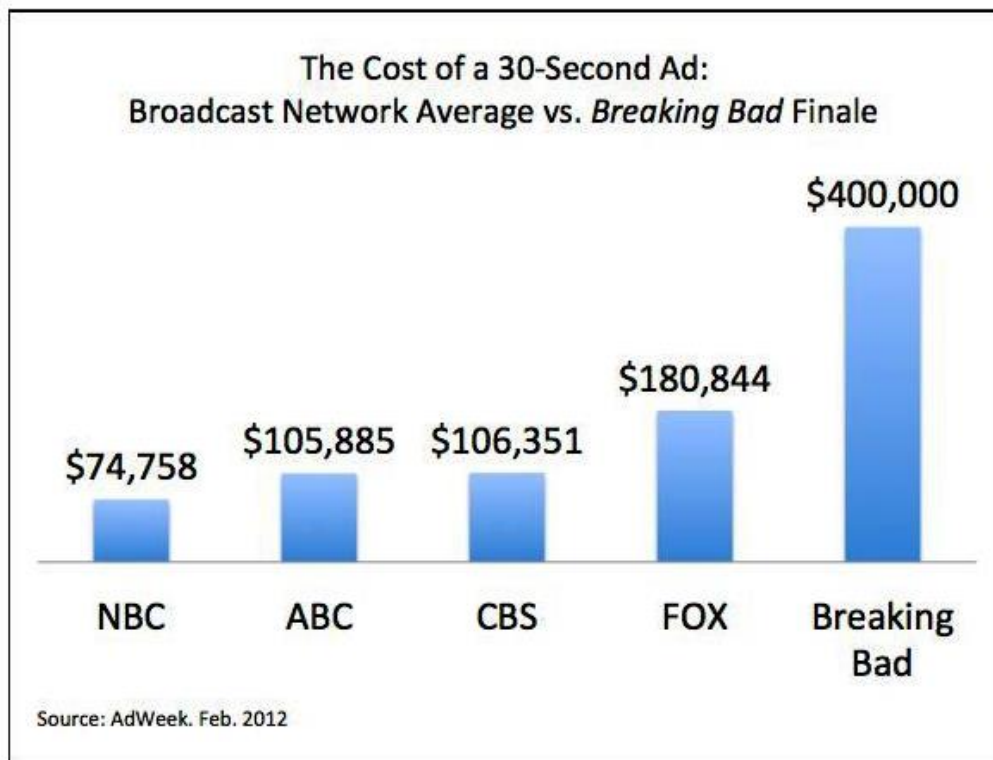 The Cost of a 30-Second Ad:
Broadcast Network Average vs. Breaking Bad Finale
$400,000
$180,844
$74,758 $105,885 $106,351
NBC ABC CBS FOX Breaking
Bad
Source: AdWeek. Feb. 2012